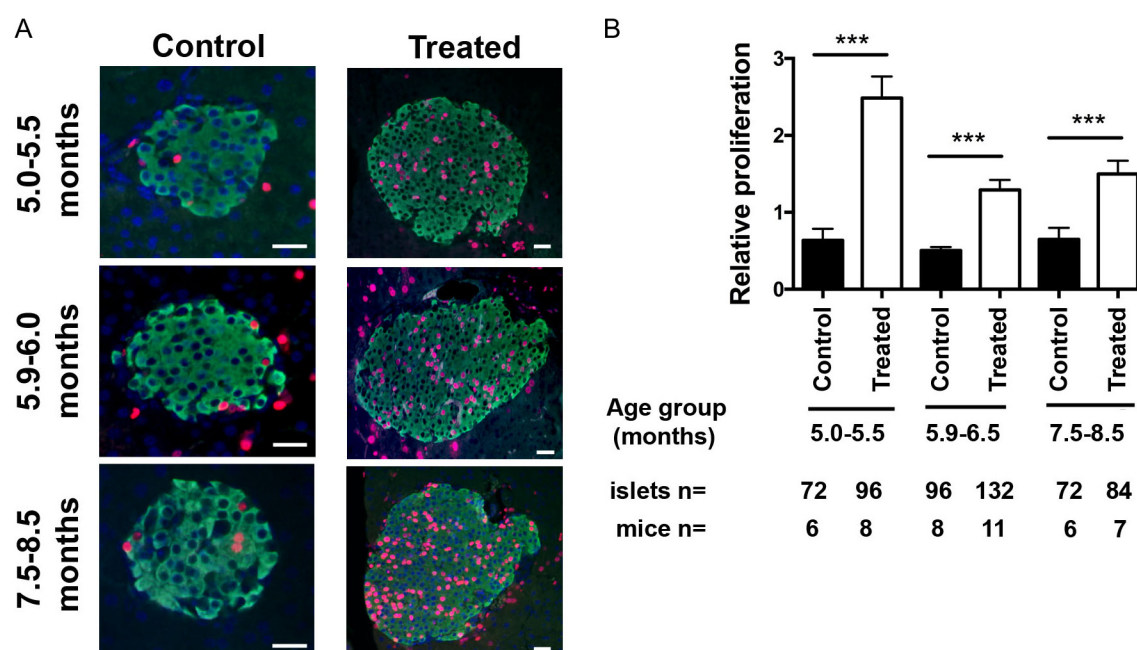 A
Control
Treated
5.0-5.5
months
5.9-6.0
months
7.5-8.5
months
B
Relative proliferation
3
2
1
0
***
***
***
Control
Treated
Control
Treated
Control
Treated
Age group
(months)
5.0-5.5
5.9-6.5
7.5-8.5
islets n= 72 96 96 132 72 84
mice n= 6 8 8 11 6 7